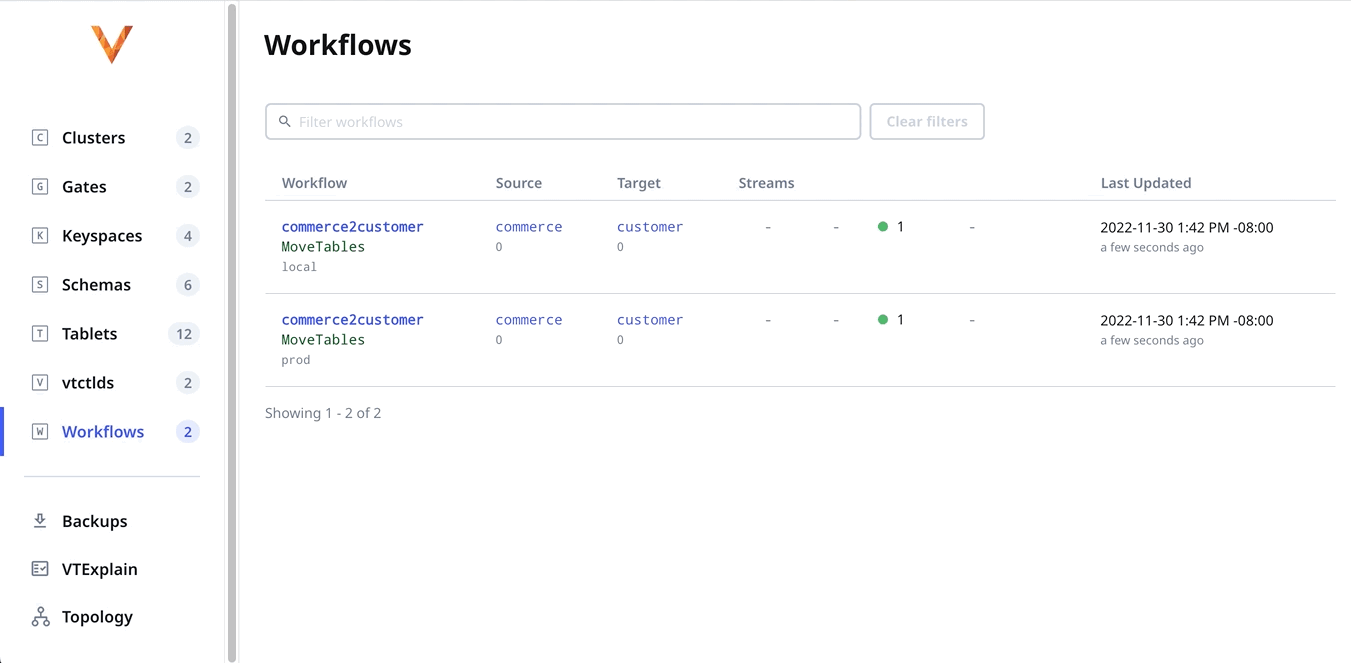 C Clusters 2
G Gates 2
K Keyspaces 4
S Schemas 6
T Tablets 12
V vtctlds 2
W Workflows 2
Backups
VTExplain
Topology
Workflows
Filter workflows Clear filters
Workflow Source Target Streams Last Updated
commerce2customer commerce customer - - 1 - 2022-11-30 1:42 PM -08:00
MoveTables 0 0 a few seconds ago
local
commerce2customer commerce customer - - 1 - 2022-11-30 1:42 PM -08:00
MoveTables 0 0 a few seconds ago
prod
Showing 1 - 2 of 2